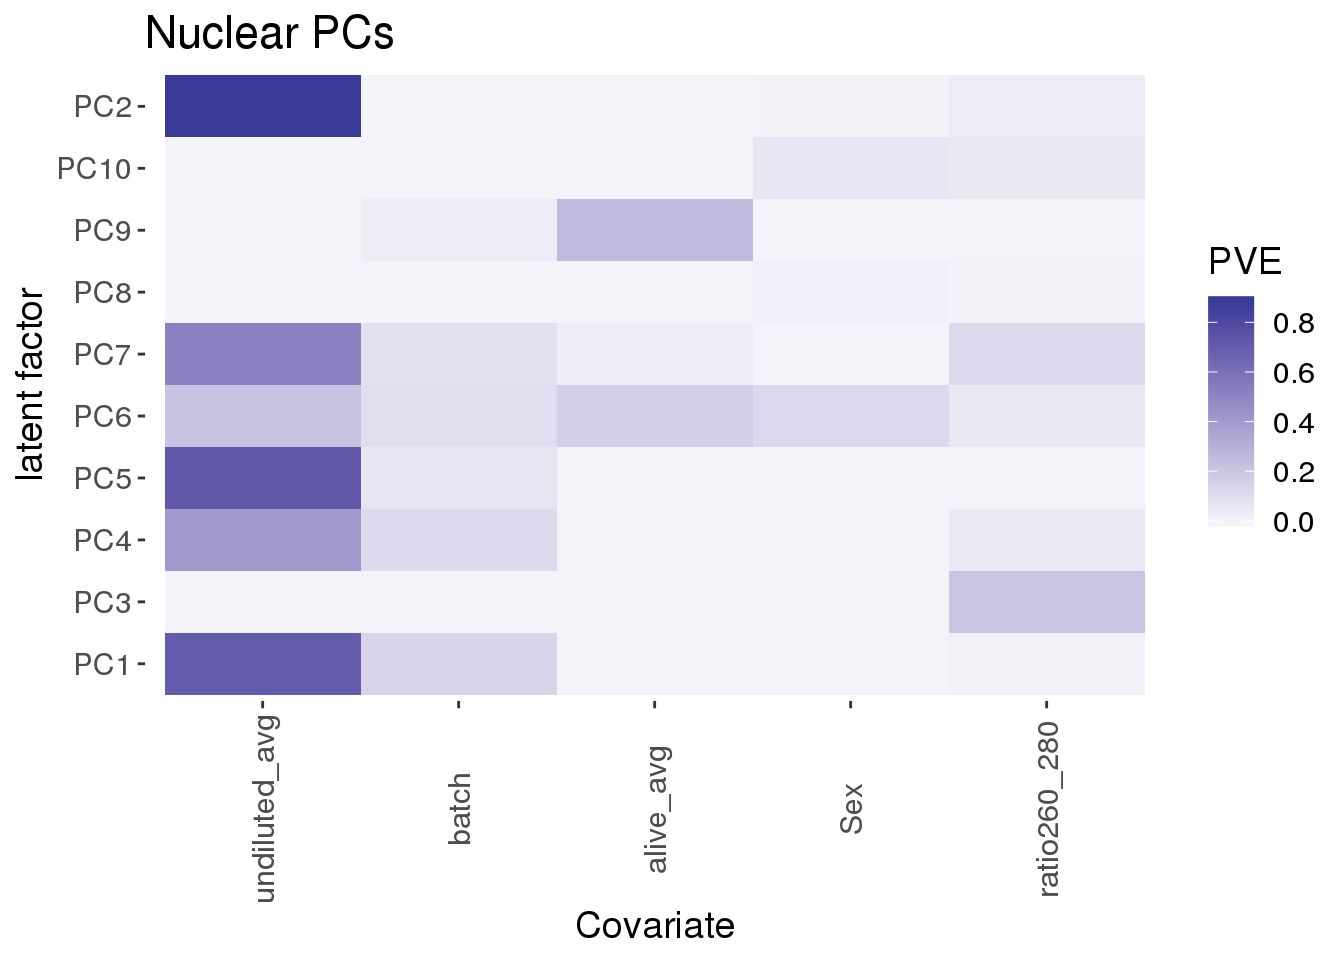 Nuclear PCs
PC2
PC10
PC9
PC8
PC7
PC6
PC5
PC4
PC3
PC1
latent factor
undiluted_avg
batch
alive_avg
Sex
ratio260_280
Covariate
PVE
0.8
0.6
0.4
0.2
0.0